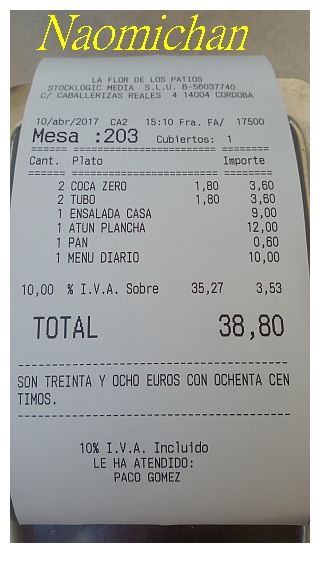 Naomichan
LA FLOR DE LOS PATIOS
STOCKLOGIC MEDIA S.L.U. B-56037740
C/ CABALLERIZAS REALES 4 14004 CORDOBA
10/abr/2017 CA2 15:10 Fra. FA/ 17500
Mesa :203 Cubiertos: 1
Cant. Plato Importe
2 COCA ZERO 1,80 3,60
2 TUBO 1,80 3,60
1 ENSALADA CASA 9,00
1 ATUN PLANCHA 12,00
1 PAN 0,60
1 MENU DIARIO 10,00
10,00 % I.V.A. Sobre 35,27 3,53
TOTAL 38,80
SON TREINTA Y OCHO EUROS CON OCHENTA CEN
TIMOS.
10% I.V.A. Incluido
LE HA ATENDIDO:
PACO GOMEZ